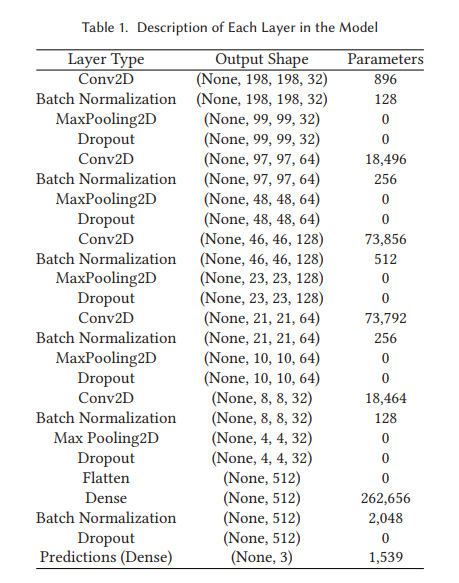 Table 1. Description of Each Layer in the Model
Layer Type Output Shape Parameters
Conv2D (None, 198, 198, 32) 896
Batch Normalization (None, 198, 198, 32) 128
MaxPooling2D (None, 99, 99, 32) 0
Dropout (None, 99, 99, 32) 0
Conv2D (None, 97, 97, 64) 18,496
Batch Normalization (None, 97, 97, 64) 256
MaxPooling2D (None, 48, 48, 64) 0
Dropout (None, 48, 48, 64) 0
Conv2D (None, 46, 46, 128) 73,856
Batch Normalization (None, 46, 46, 128) 512
MaxPooling2D (None, 23, 23, 128) 0
Dropout (None, 23, 23, 128) 0
Conv2D (None, 21, 21, 64) 73,792
Batch Normalization (None, 21, 21, 64) 256
MaxPooling2D (None, 10, 10, 64) 0
Dropout (None, 10, 10, 64) 0
Conv2D (None, 8, 8, 32) 18,464
Batch Normalization (None, 8, 8, 32) 128
Max Pooling2D (None, 4, 4, 32) 0
Dropout (None, 4, 4, 32) 0
Flatten (None, 512) 0
Dense (None, 512) 262,656
Batch Normalization (None, 512) 2,048
Dropout (None, 512) 0
Predictions (Dense) (None, 3) 1,539